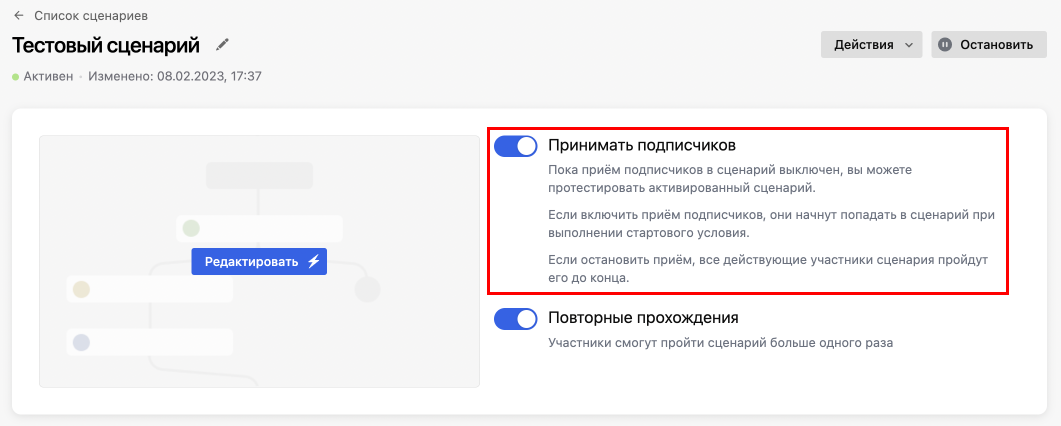 ← Список сценариев
Тестовый сценарий
Действия
Остановить
Активен · Изменено: 08.02.2023, 17:37
Редактировать
Принимать подписчиков
Пока приём подписчиков в сценарий выключен, вы можете
протестировать активированный сценарий.
Если включить приём подписчиков, они начнут попадать в сценарий при
выполнении стартового условия.
Если остановить приём, все действующие участники сценария пройдут
его до конца.
Повторные прохождения
Участники смогут пройти сценарий больше одного раза